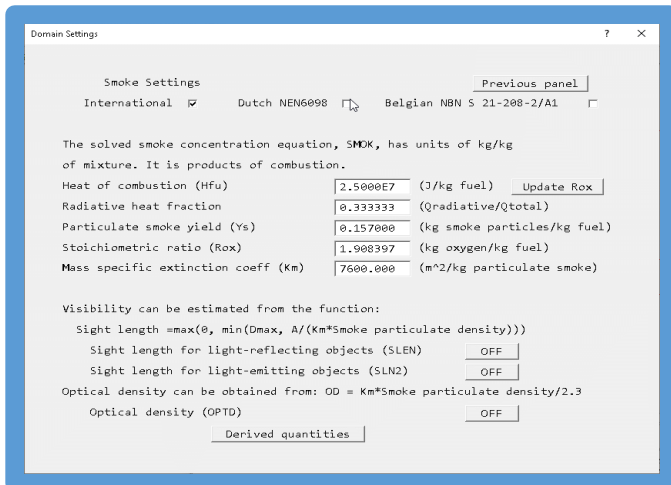 Domain Settings ? ×
Smoke Settings Previous panel
International Dutch NEN6098 Belgian NBN S 21-208-2/A1
The solved smoke concentration equation, SMOK, has units of kg/kg
of mixture. It is products of combustion.
Heat of combustion (Hfu) 2.5000E7 (J/kg fuel) Update Rox
Radiative heat fraction 0.333333 (Qradiative/Qtotal)
Particulate smoke yield (Ys) 0.157000 (kg smoke particles/kg fuel)
Stoichiometric ratio (Rox) 1.908397 (kg oxygen/kg fuel)
Mass specific extinction coeff (Km) 7600.000 (m^2/kg particulate smoke)
Visibility can be estimated from the function:
Sight length =max(0, min(Dmax, A/(Km*Smoke particulate density)))
Sight length for light-reflecting objects (SLEN) OFF
Sight length for light-emitting objects (SLN2) OFF
Optical density can be obtained from: OD = Km*Smoke particulate density/2.3
Optical density (OPTD) OFF
Derived quantities